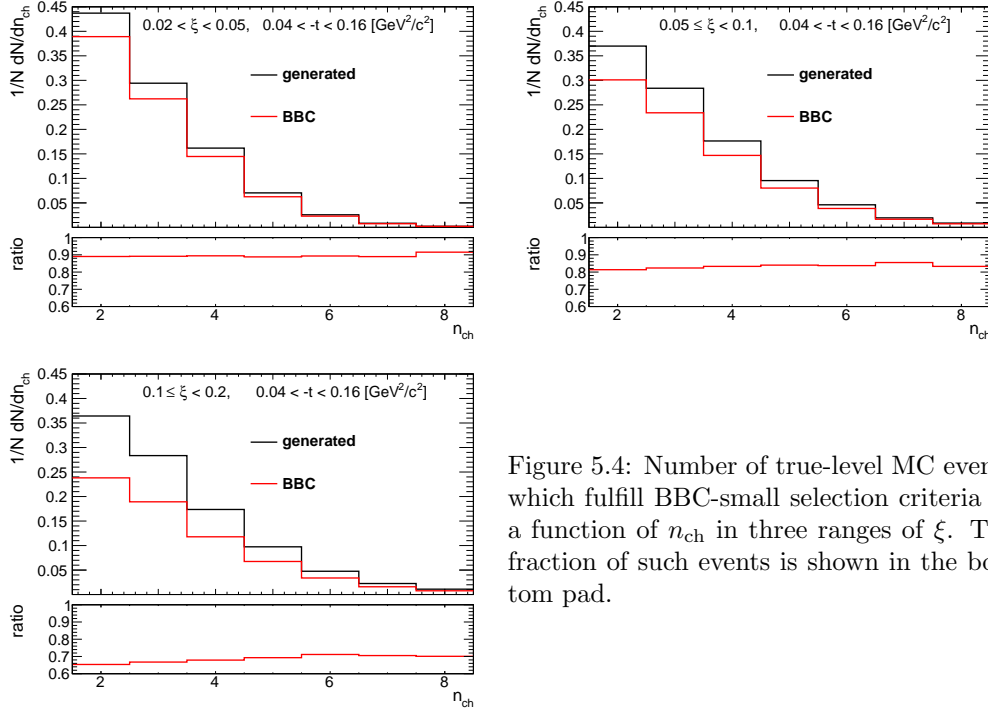 0.02 < ξ < 0.05, 0.04 < -t < 0.16 [GeV²/c²]
1/N dN/dn_ch
0.45
0.4
0.35
0.3
0.25
0.2
0.15
0.1
0.05
generated
BBC
ratio
1
0.9
0.8
0.7
0.6
2 4 6 8
n_ch
0.05 ≤ ξ < 0.1, 0.04 < -t < 0.16 [GeV²/c²]
1/N dN/dn_ch
0.45
0.4
0.35
0.3
0.25
0.2
0.15
0.1
0.05
generated
BBC
ratio
1
0.9
0.8
0.7
0.6
2 4 6 8
n_ch
0.1 ≤ ξ < 0.2, 0.04 < -t < 0.16 [GeV²/c²]
1/N dN/dn_ch
0.45
0.4
0.35
0.3
0.25
0.2
0.15
0.1
0.05
generated
BBC
ratio
1
0.9
0.8
0.7
0.6
2 4 6 8
n_ch
Figure 5.4: Number of true-level MC even
which fulfill BBC-small selection criteria
a function of n_ch in three ranges of ξ. T
fraction of such events is shown in the bo
tom pad.